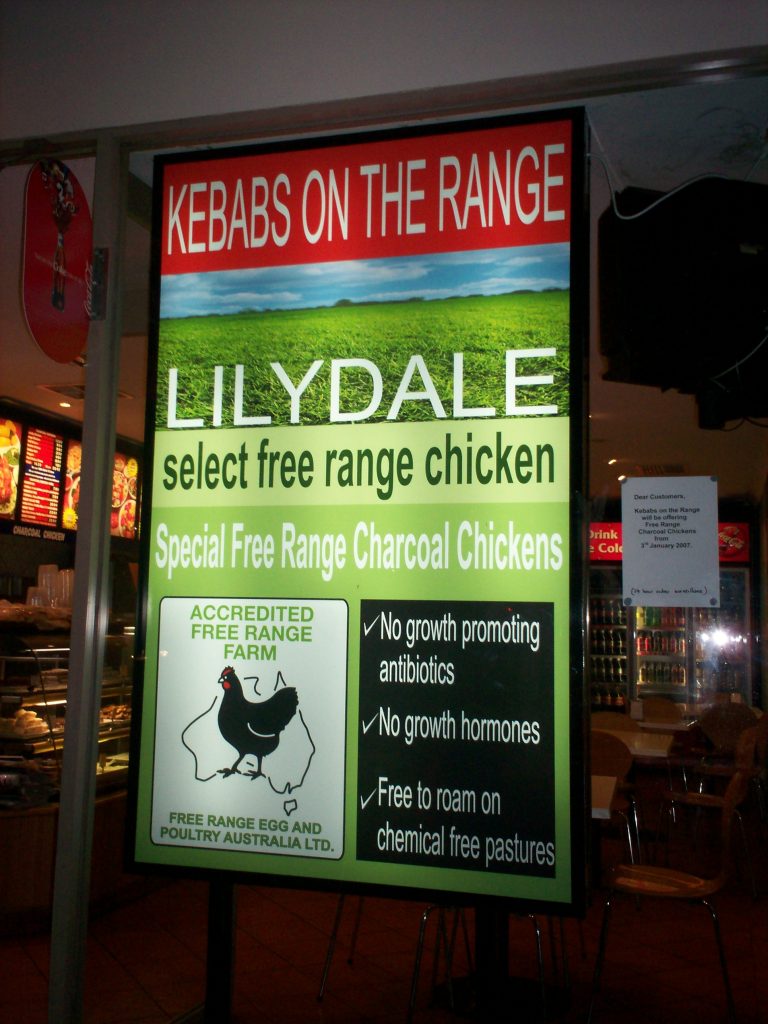 KEBABS ON THE RANGE
LILYDALE
select free range chicken
Special Free Range Charcoal Chickens
ACCREDITED
FREE RANGE
FARM
FREE RANGE EGG AND
POULTRY AUSTRALIA LTD.
✓No growth promoting
antibiotics
✓No growth hormones
✓Free to roam on
chemical free pastures
Dear Customers,
Kebabs on the Range
will be offering
Free Range
Charcoal Chickens
from
3rd January 2007.
Drink
CHARCOAL CHICKEN